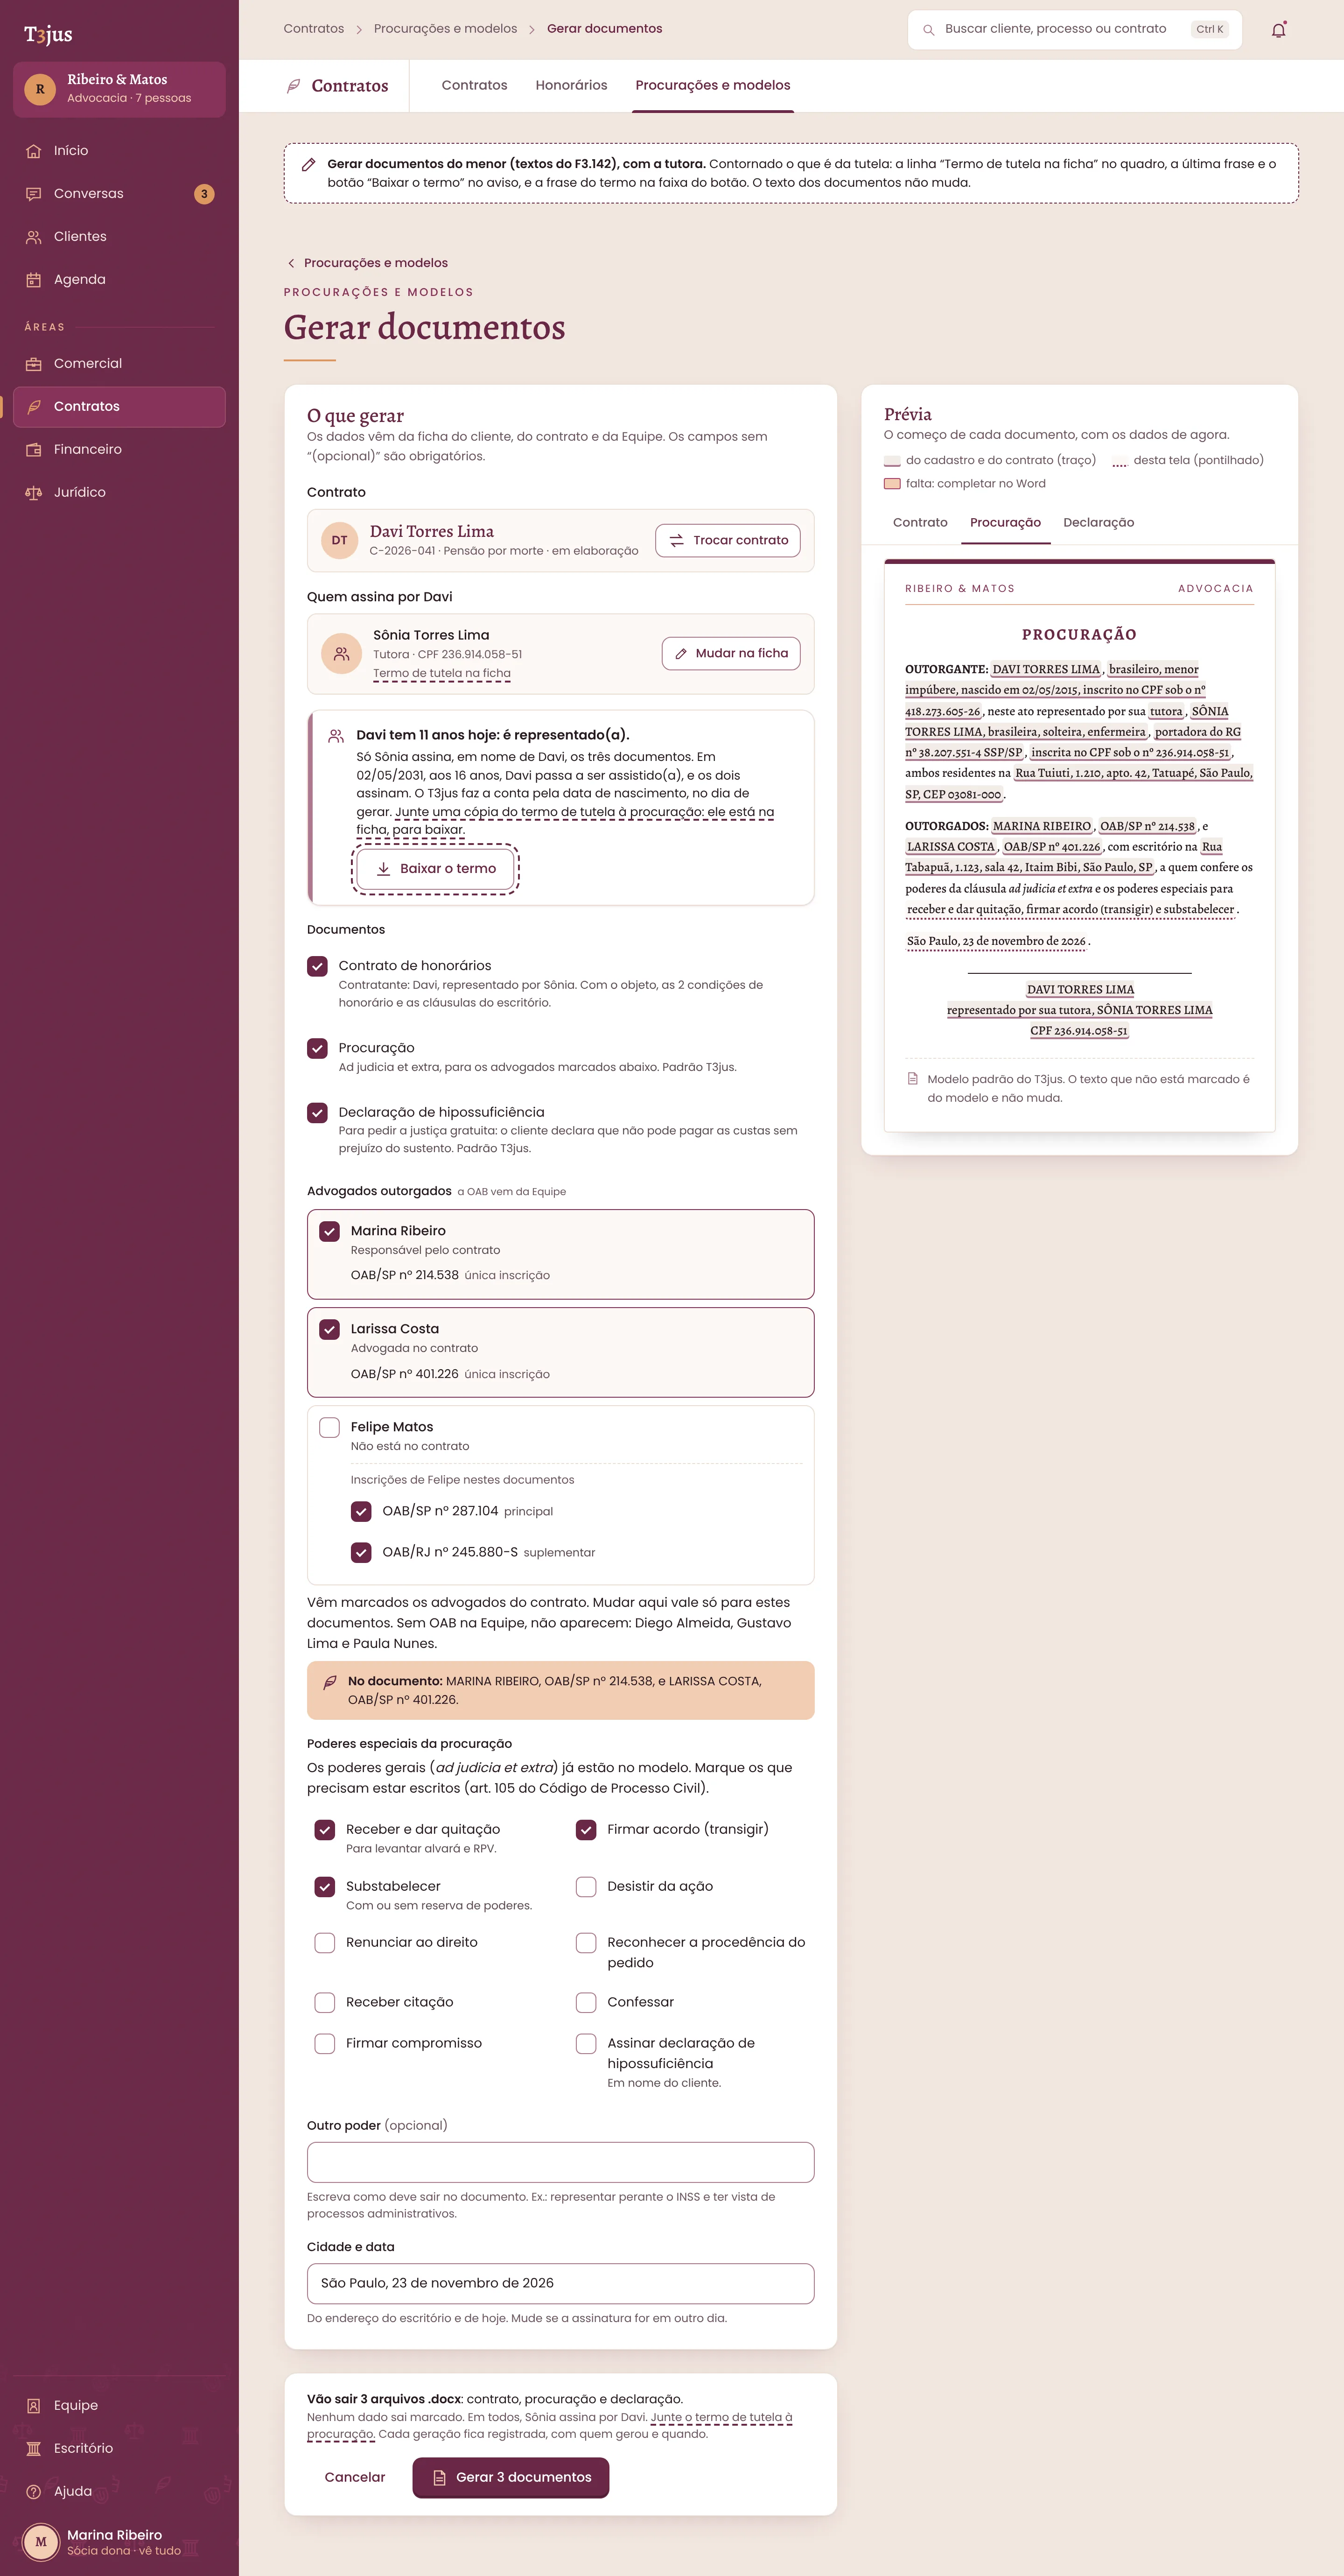 T3jus
Ribeiro & Matos
Advocacia · 7 pessoas
Início
Conversas
3
Clientes
Agenda
ÁREAS
Comercial
Contratos
Financeiro
Jurídico
Equipe
Escritório
Ajuda
M
Marina Ribeiro
Sócia dona · vê tudo
R
Contratos
Procurações e modelos
Gerar documentos
Buscar cliente, processo ou contrato
Ctrl K
Contratos
Contratos
Honorários
Procurações e modelos
Gerar documentos do menor (textos do F3.142), com a tutora. Contornado o que é da tutela: a linha “Termo de tutela na ficha” no quadro, a última frase e o
botão “Baixar o termo” no aviso, e a frase do termo na faixa do botão. O texto dos documentos não muda.
Procurações e modelos
PROCURAÇÕES E MODELOS
Gerar documentos
O que gerar
Os dados vêm da ficha do cliente, do contrato e da Equipe. Os campos sem
“(opcional)” são obrigatórios.
Contrato
DT
Davi Torres Lima
C-2026-041 · Pensão por morte · em elaboração
Trocar contrato
Quem assina por Davi
Sônia Torres Lima
Tutora · CPF 236.914.058-51
Termo de tutela na ficha
Mudar na ficha
Davi tem 11 anos hoje: é representado(a).
Só Sônia assina, em nome de Davi, os três documentos. Em
02/05/2031, aos 16 anos, Davi passa a ser assistido(a), e os dois
assinam. O T3jus faz a conta pela data de nascimento, no dia de
gerar. Junte uma cópia do termo de tutela à procuração: ele está na
ficha, para baixar.
Baixar o termo
Documentos
Contrato de honorários
Contratante: Davi, representado por Sônia. Com o objeto, as 2 condições de
honorário e as cláusulas do escritório.
Procuração
Ad judicia et extra, para os advogados marcados abaixo. Padrão T3jus.
Declaração de hipossuficiência
Para pedir a justiça gratuita: o cliente declara que não pode pagar as custas sem
prejuízo do sustento. Padrão T3jus.
Advogados outorgados a OAB vem da Equipe
Marina Ribeiro
Responsável pelo contrato
OAB/SP nº 214.538 única inscrição
Larissa Costa
Advogada no contrato
OAB/SP nº 401.226 única inscrição
Felipe Matos
Não está no contrato
Inscrições de Felipe nestes documentos
OAB/SP nº 287.104 principal
OAB/RJ nº 245.880-S suplementar
Vêm marcados os advogados do contrato. Mudar aqui vale só para estes
documentos. Sem OAB na Equipe, não aparecem: Diego Almeida, Gustavo
Lima e Paula Nunes.
No documento: MARINA RIBEIRO, OAB/SP nº 214.538, e LARISSA COSTA,
OAB/SP nº 401.226.
Poderes especiais da procuração
Os poderes gerais (ad judicia et extra) já estão no modelo. Marque os que
precisam estar escritos (art. 105 do Código de Processo Civil).
Receber e dar quitação
Para levantar alvará e RPV.
Firmar acordo (transigir)
Substabelecer
Com ou sem reserva de poderes.
Desistir da ação
Renunciar ao direito
Reconhecer a procedência do
pedido
Receber citação
Confessar
Firmar compromisso
Assinar declaração de
hipossuficiência
Em nome do cliente.
Outro poder (opcional)
Escreva como deve sair no documento. Ex.: representar perante o INSS e ter vista de
processos administrativos.
Cidade e data
São Paulo, 23 de novembro de 2026
Do endereço do escritório e de hoje. Mude se a assinatura for em outro dia.
Vão sair 3 arquivos .docx: contrato, procuração e declaração.
Nenhum dado sai marcado. Em todos, Sônia assina por Davi. Junte o termo de tutela à
procuração. Cada geração fica registrada, com quem gerou e quando.
Cancelar
Gerar 3 documentos
Prévia
O começo de cada documento, com os dados de agora.
do cadastro e do contrato (traço)
desta tela (pontilhado)
falta: completar no Word
Contrato
Procuração
Declaração
RIBEIRO & MATOS
ADVOCACIA
PROCURAÇÃO
OUTORGANTE: DAVI TORRES LIMA, brasileiro, menor
impúbere, nascido em 02/05/2015, inscrito no CPF sob o nº
418.273.605-26, neste ato representado por sua tutora, SÔNIA
TORRES LIMA, brasileira, solteira, enfermeira, portadora do RG
nº 38.207.551-4 SSP/SP, inscrita no CPF sob o nº 236.914.058-51,
ambos residentes na Rua Tuiuti, 1.210, apto. 42, Tatuapé, São Paulo,
SP, CEP 03081-000.
OUTORGADOS: MARINA RIBEIRO, OAB/SP nº 214.538, e
LARISSA COSTA, OAB/SP nº 401.226, com escritório na Rua
Tabapuã, 1.123, sala 42, Itaim Bibi, São Paulo, SP, a quem confere os
poderes da cláusula ad judicia et extra e os poderes especiais para
receber e dar quitação, firmar acordo (transigir) e substabelecer.
São Paulo, 23 de novembro de 2026.
DAVI TORRES LIMA
representado por sua tutora, SÔNIA TORRES LIMA
CPF 236.914.058-51
Modelo padrão do T3jus. O texto que não está marcado é
do modelo e não muda.